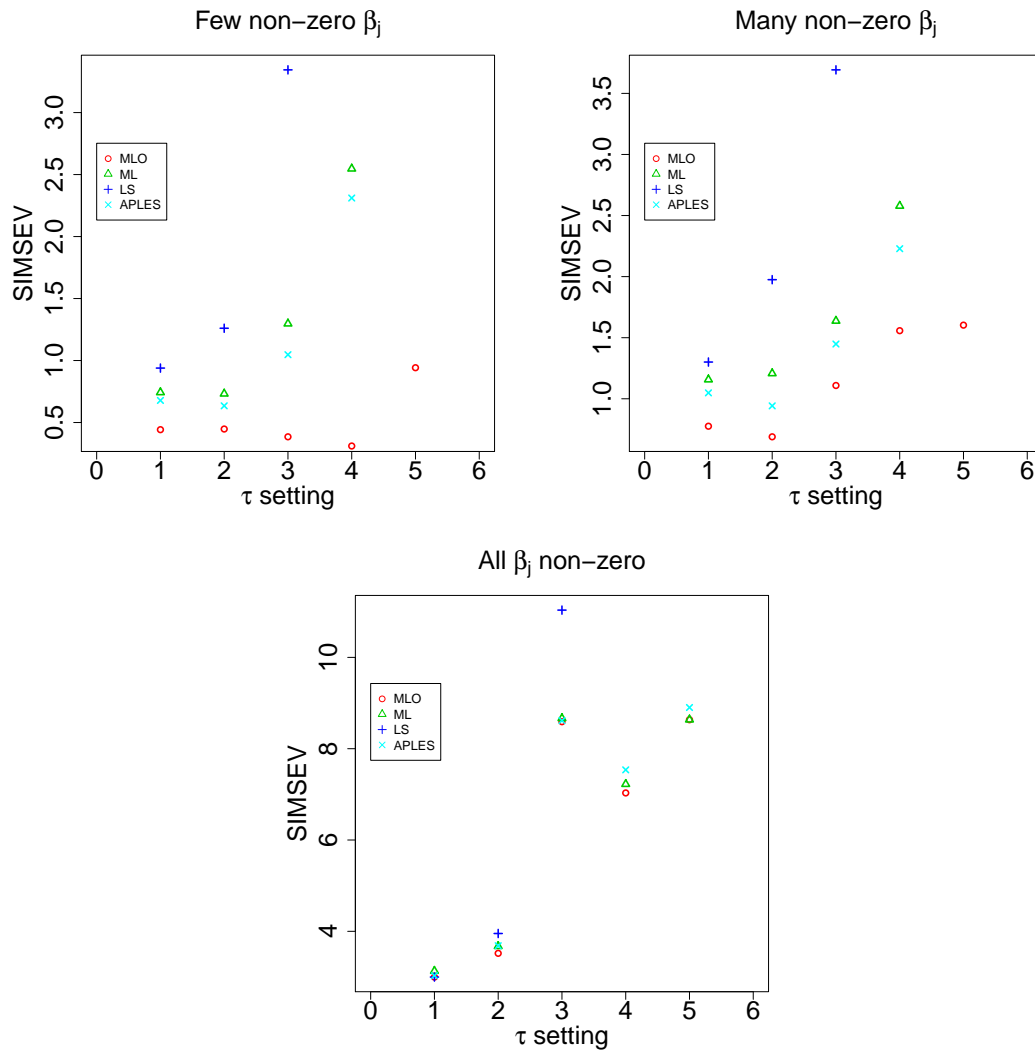 Few non−zero βj
SIMSEV
3.0
2.5
2.0
1.5
1.0
0.5
MLO
ML
LS
APLES
0 1 2 3 4 5 6
τ setting
Many non−zero βj
SIMSEV
3.5
3.0
2.5
2.0
1.5
1.0
MLO
ML
LS
APLES
0 1 2 3 4 5 6
τ setting
All βj non−zero
SIMSEV
10
8
6
4
MLO
ML
LS
APLES
0 1 2 3 4 5 6
τ setting